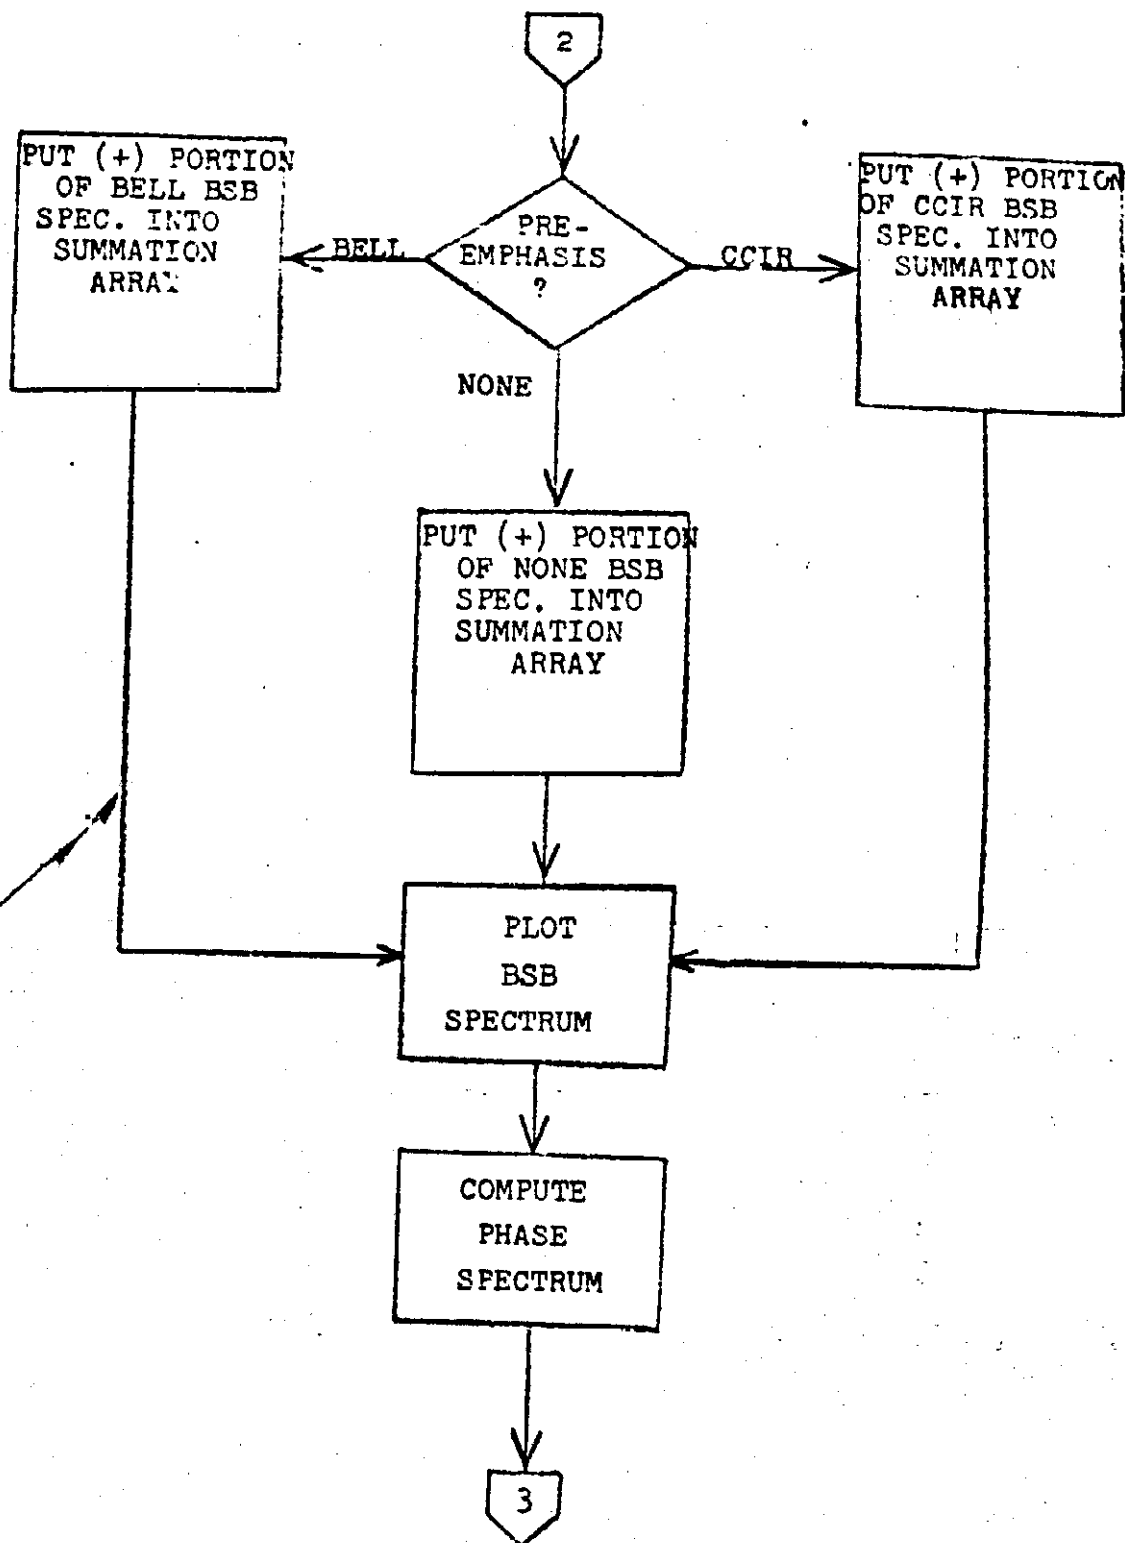 2
PUT (+) PORTION
OF BELL BSB
SPEC. INTO
SUMMATION
ARRAY
BELL
PRE-
EMPHASIS
?
CCIR
PUT (+) PORTION
OF CCIR BSB
SPEC. INTO
SUMMATION
ARRAY
NONE
PUT (+) PORTION
OF NONE BSB
SPEC. INTO
SUMMATION
ARRAY
PLOT
BSB
SPECTRUM
COMPUTE
PHASE
SPECTRUM
3